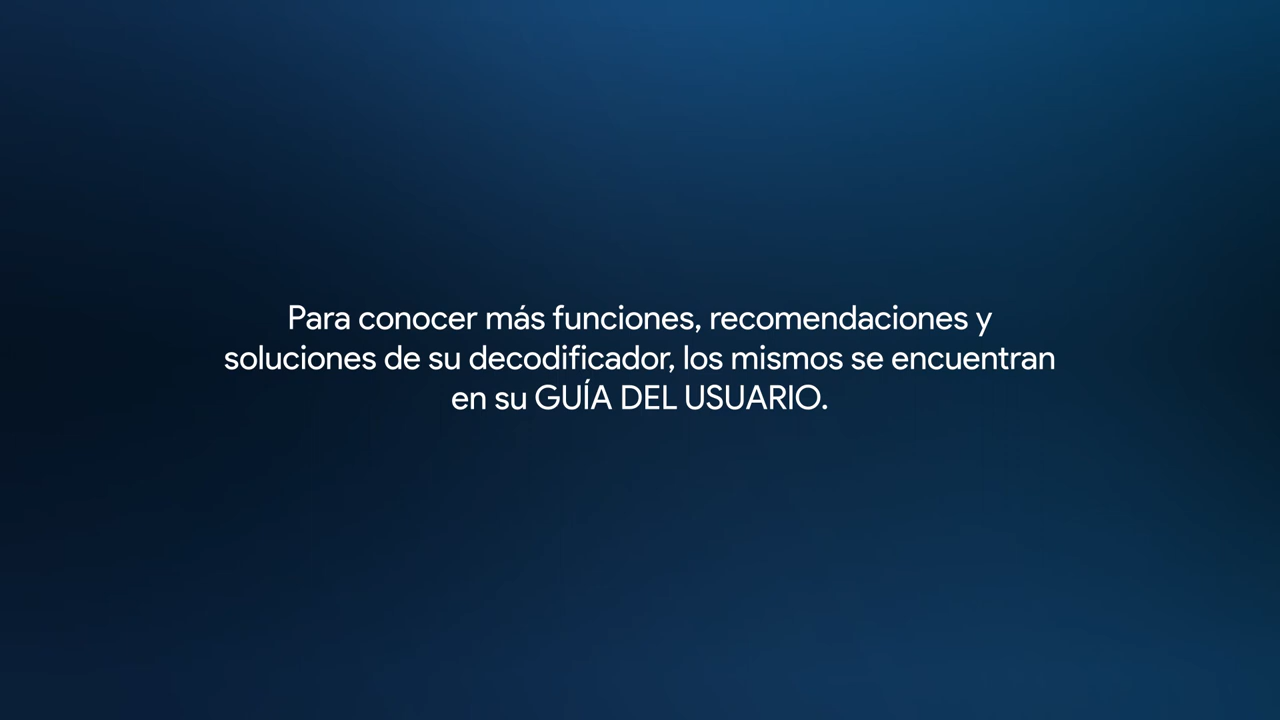 Para conocer más funciones, recomendaciones y
soluciones de su decodificador, los mismos se encuentran
en su GUÍA DEL USUARIO.